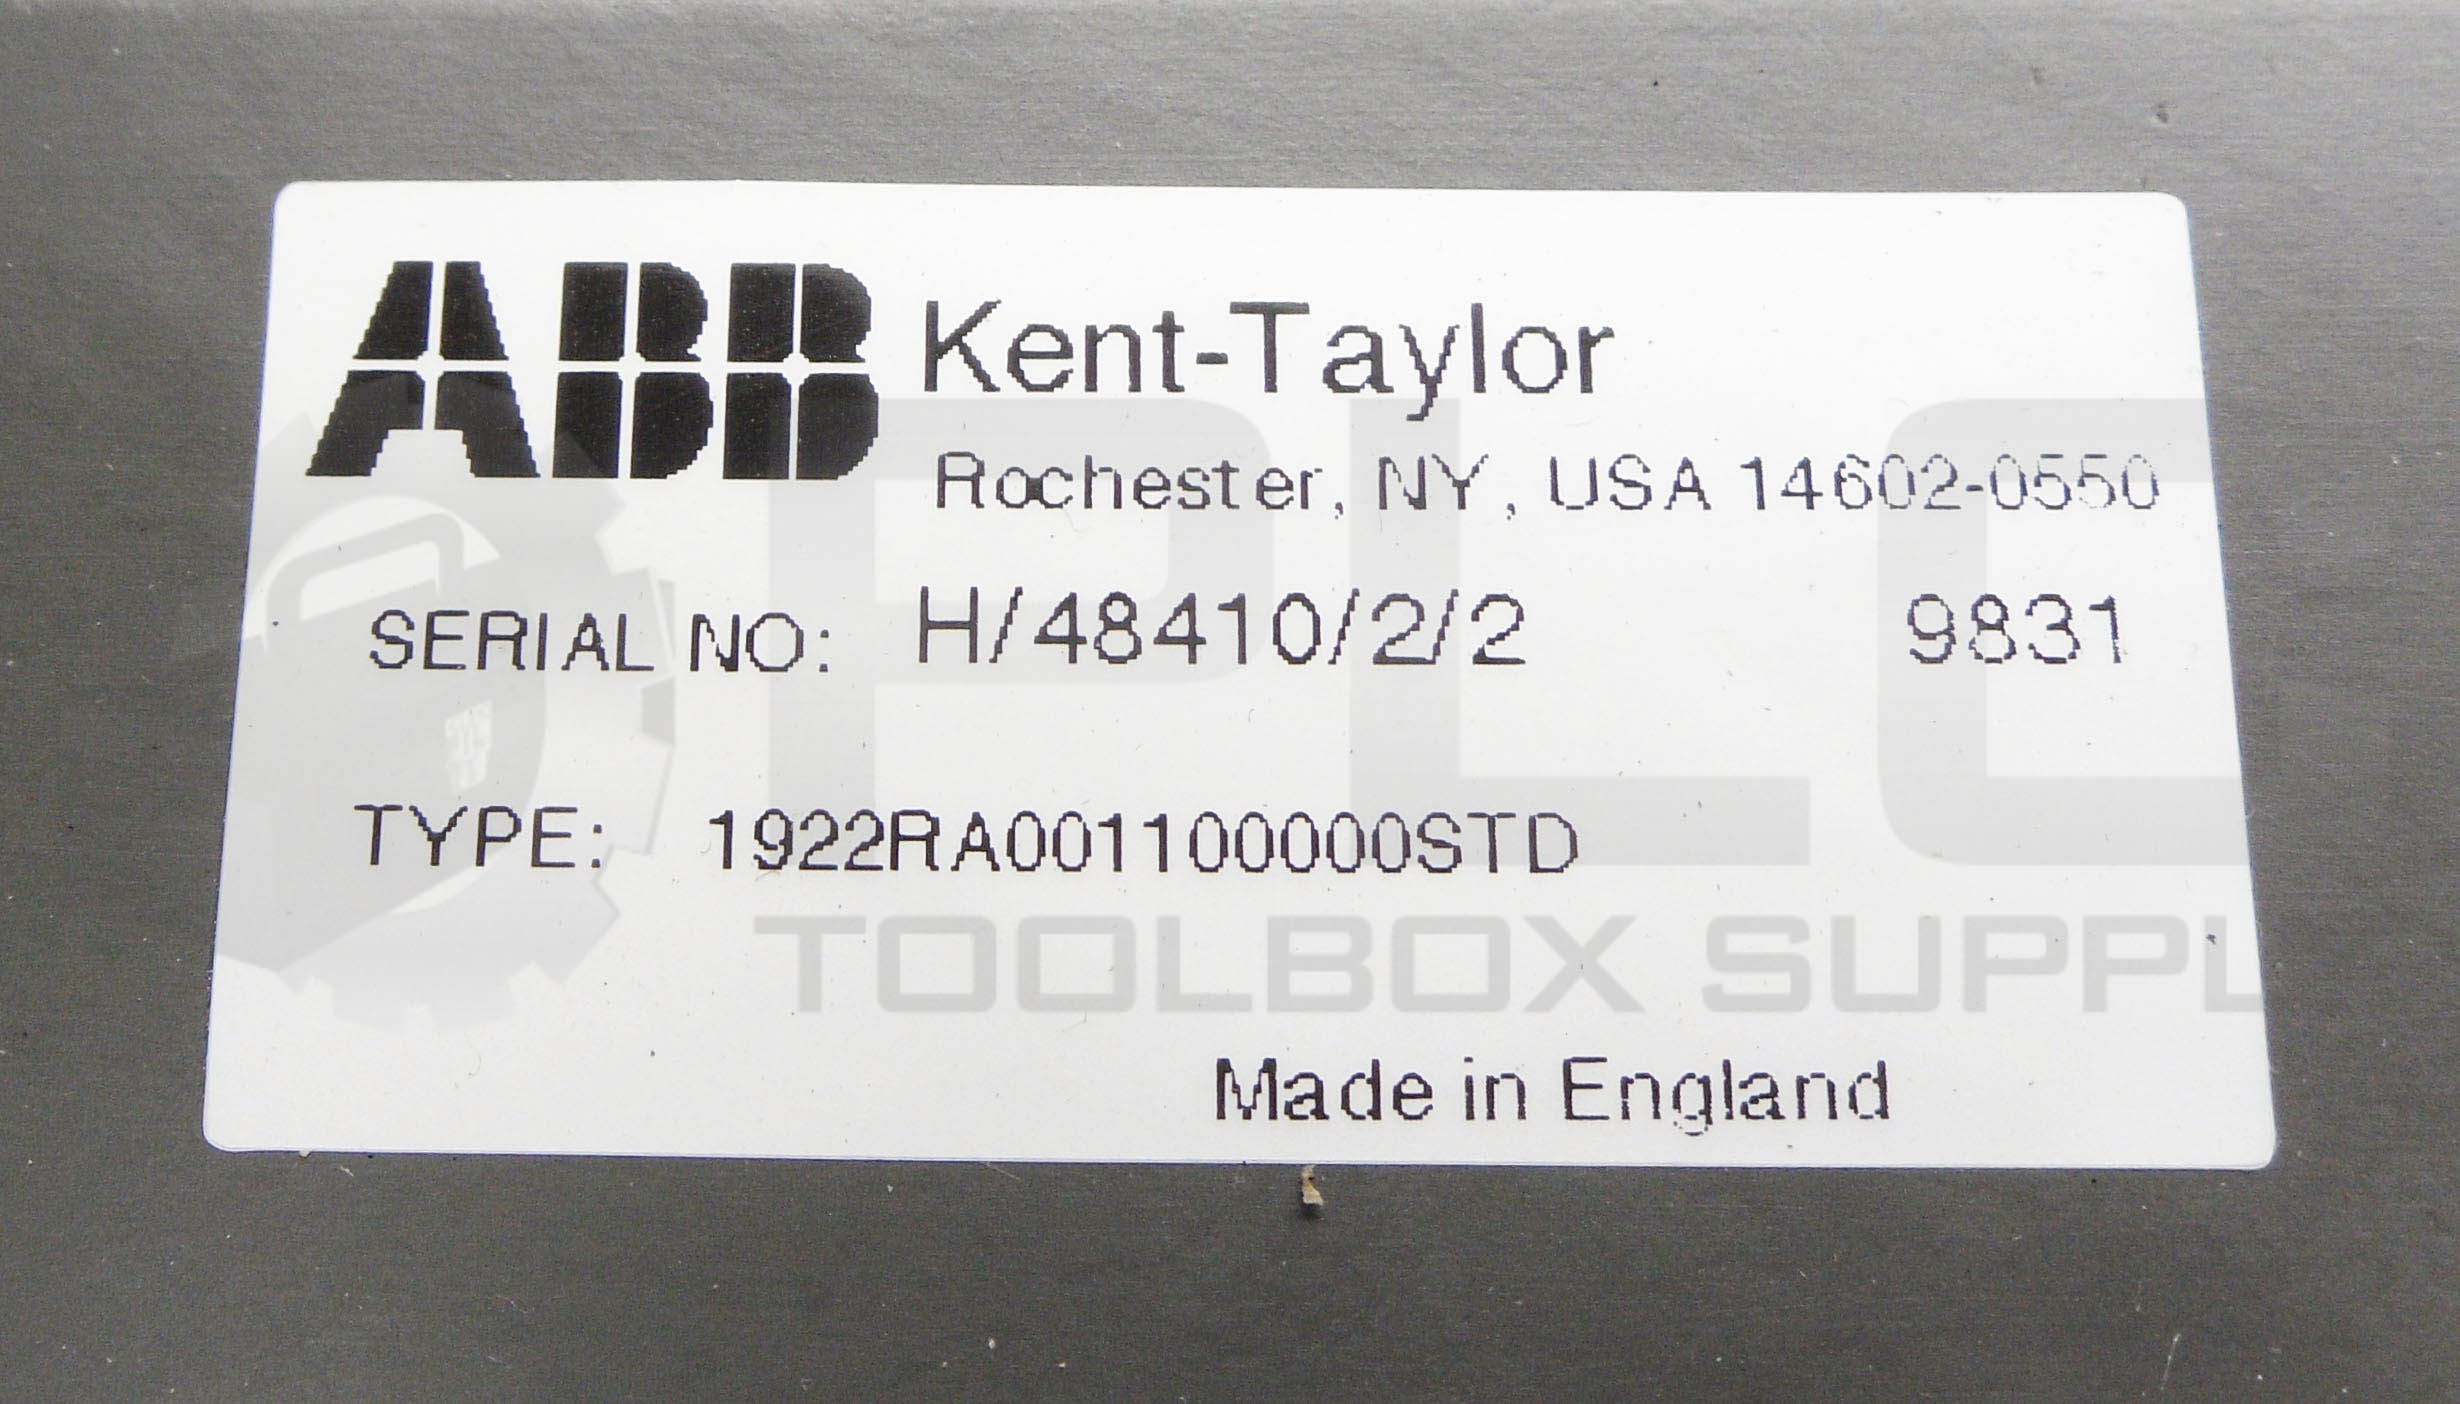 ABB Kent-Taylor
Rochester, NY, USA 14602-0550
SERIAL NO: H/48410/2/2 9831
TYPE: 1922RA001100000STD
PLC
TOOLBOX SUPPL
Made in England